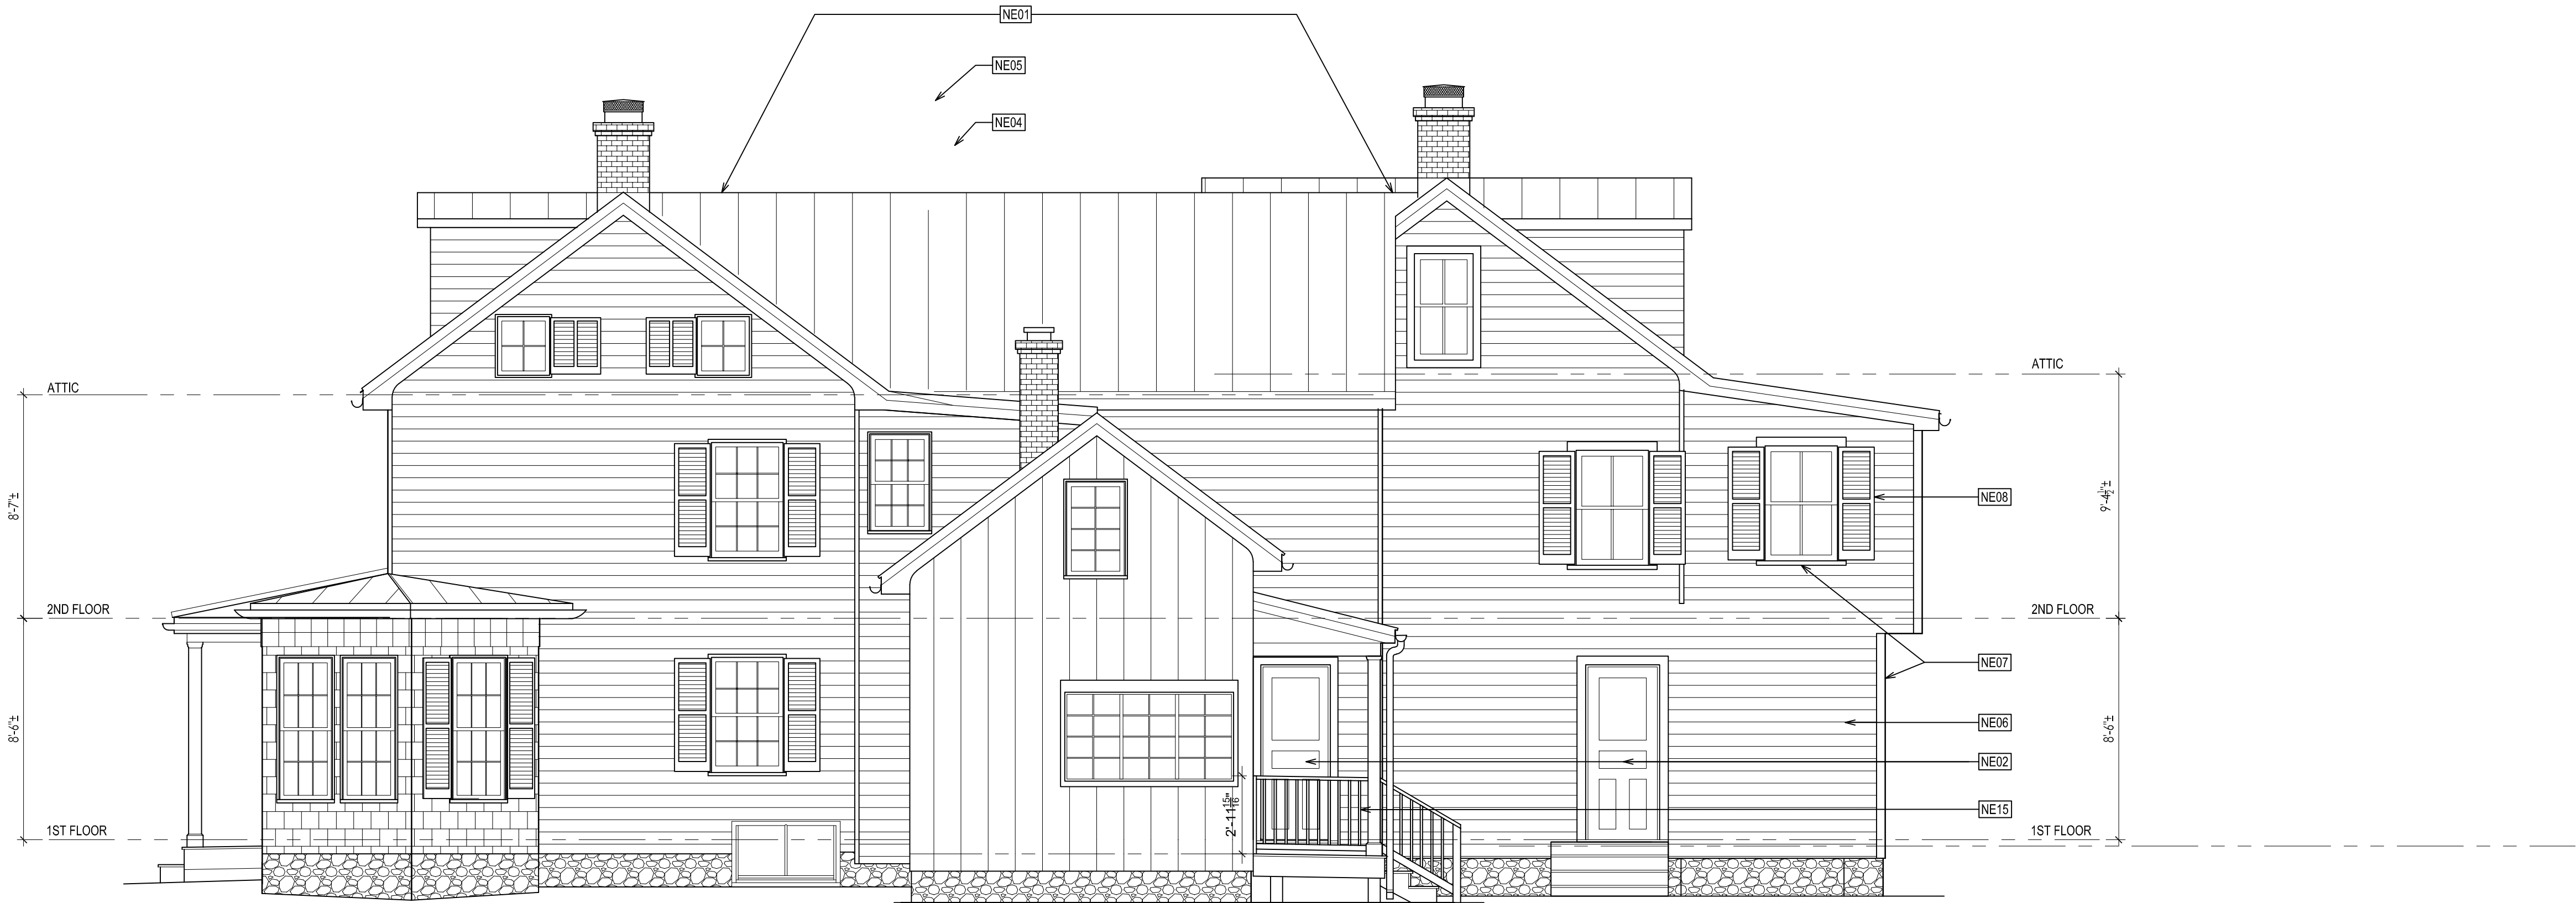 NE01
NE05
NE04
ATTIC
ATTIC
8'-7"±
9'-4½"±
NE08
2ND FLOOR
2ND FLOOR
NE07
8'-6"±
8'-6"±
NE06
NE02
2'-11 15/16"
NE15
1ST FLOOR
1ST FLOOR